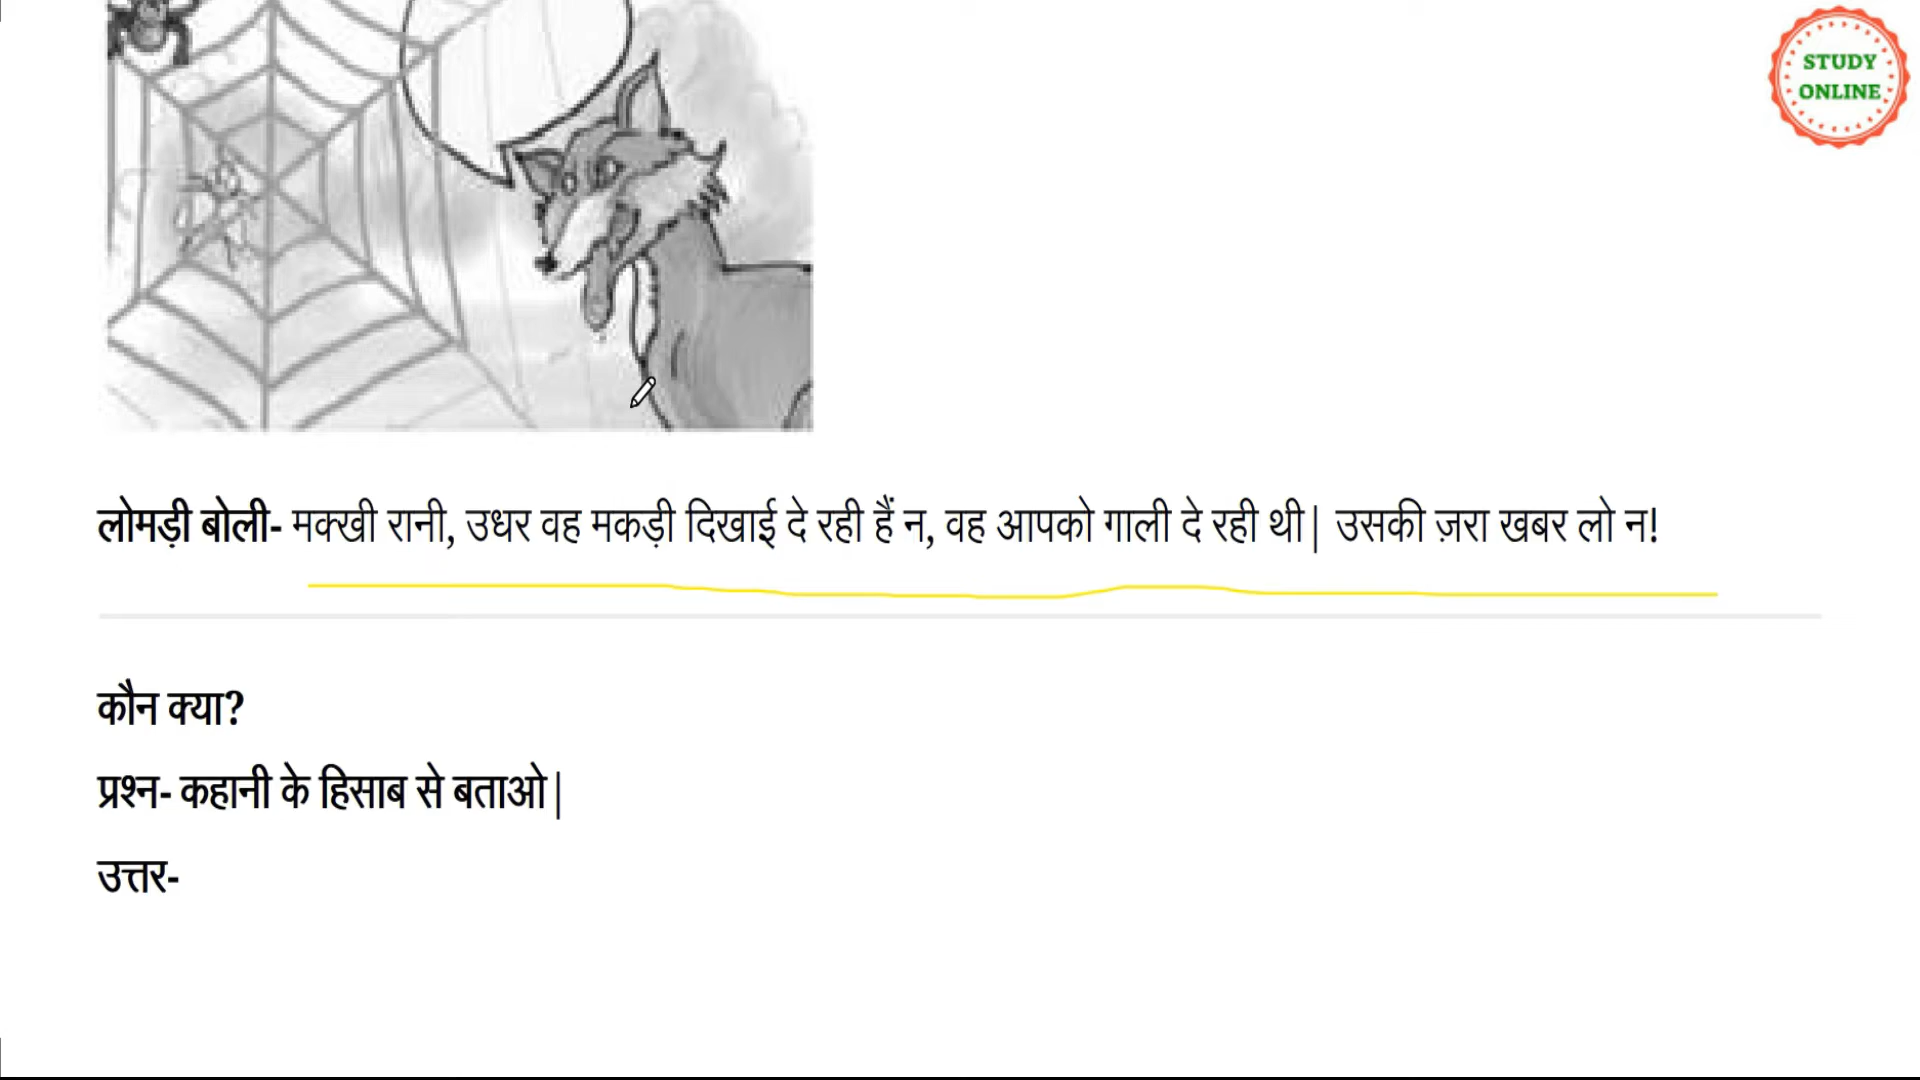 STUDY
ONLINE
लोमड़ी बोली- मक्खी रानी, उधर वह मकड़ी दिखाई दे रही हैं न, वह आपको गाली दे रही थी| उसकी ज़रा खबर लो न!
कौन क्या?
प्रश्न- कहानी के हिसाब से बताओ|
उत्तर-